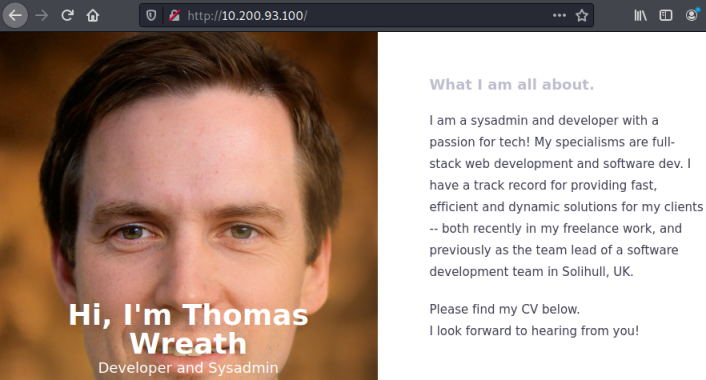 http://10.200.93.100/
What I am all about.
I am a sysadmin and developer with a
passion for tech! My specialisms are full-
stack web development and software dev. I
have a track record for providing fast,
efficient and dynamic solutions for my clients
-- both recently in my freelance work, and
previously as the team lead of a software
development team in Solihull, UK.
Please find my CV below.
I look forward to hearing from you!
Hi, I'm Thomas
Wreath
Developer and Sysadmin